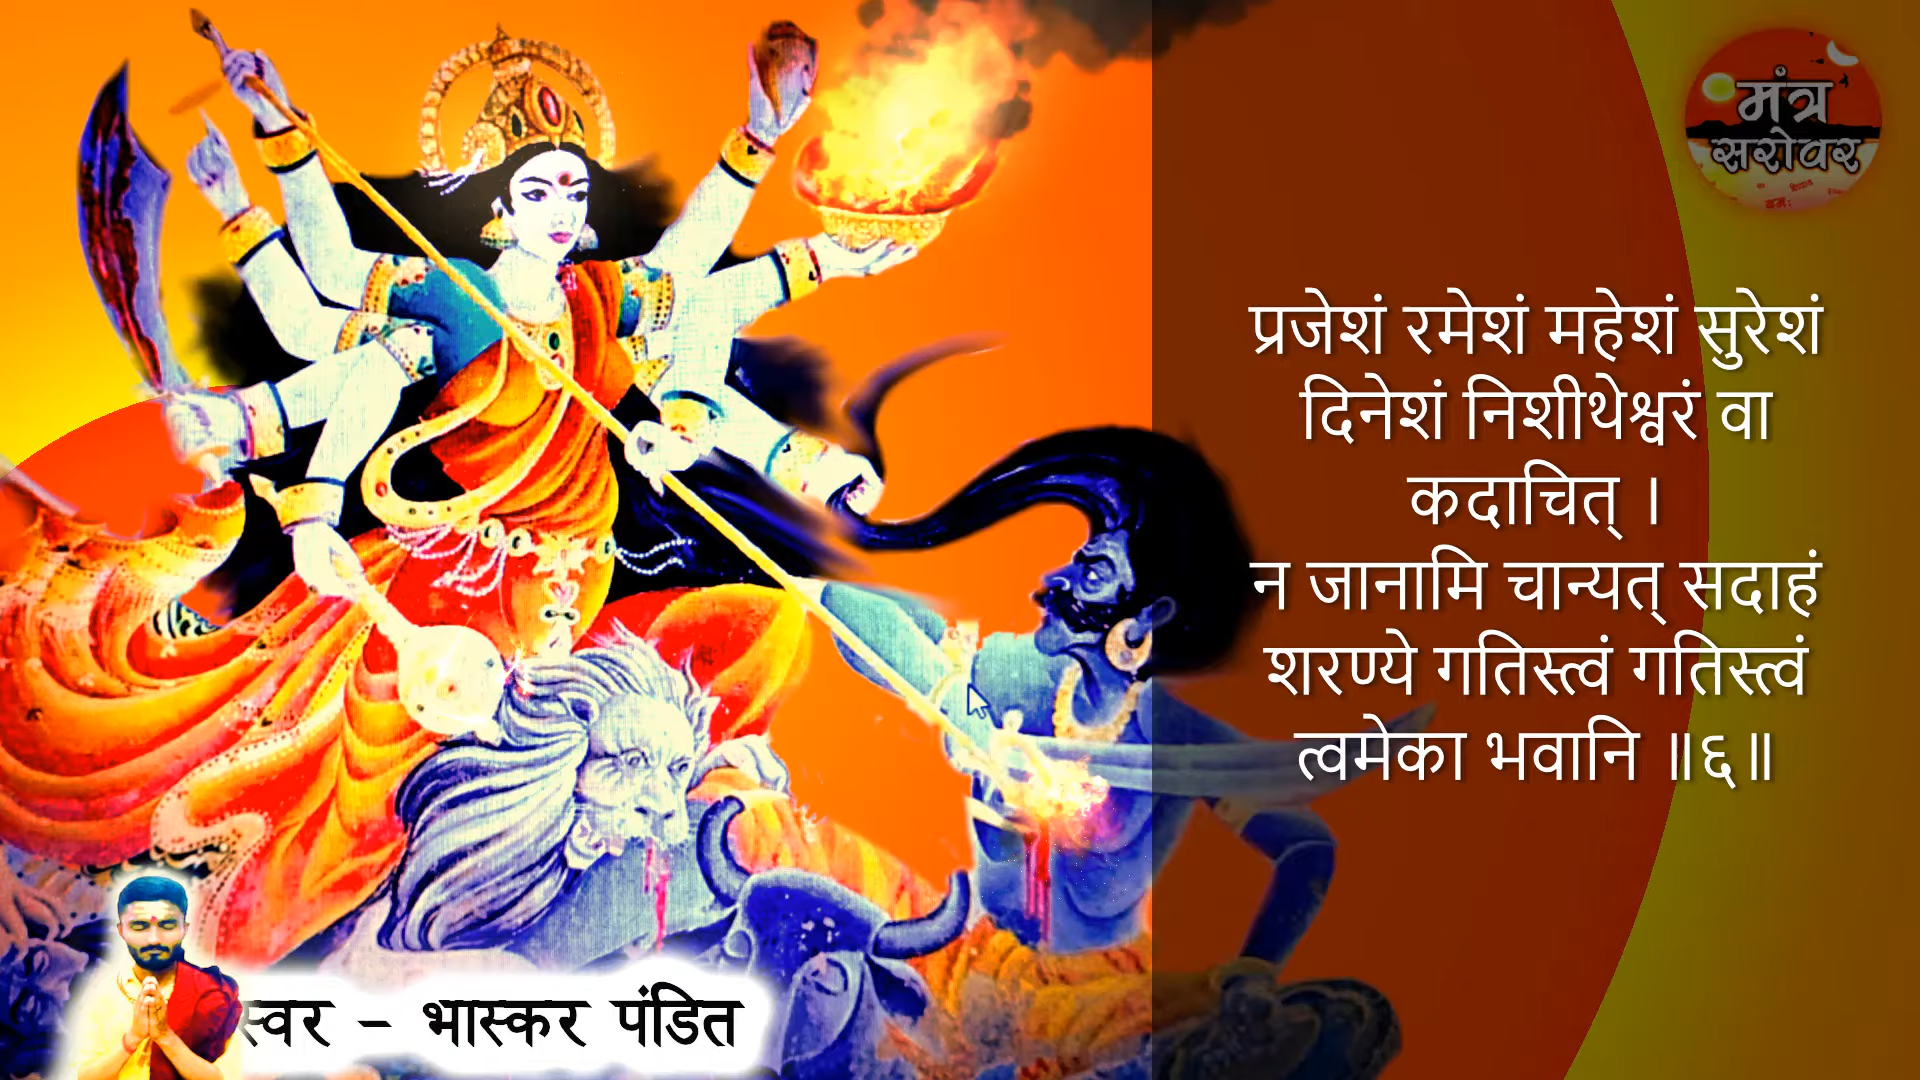 मंत्र
सरोवर
प्रजेशं रमेशं महेशं सुरेशं
दिनेशं निशीथेश्वरं वा
कदाचित् ।
न जानामि चान्यत् सदाहं
शरण्ये गतिस्त्वं गतिस्त्वं
त्वमेका भवानि ॥६॥
स्वर – भास्कर पंडित